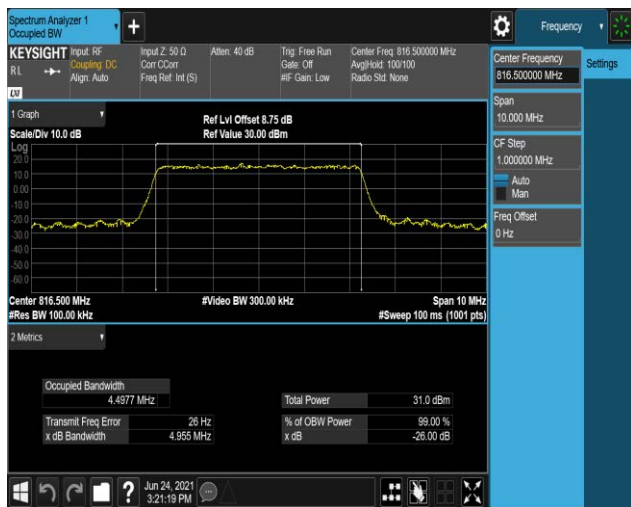 Spectrum Analyzer 1
Occupied BW
Frequency
KEYSIGHT
RL
LXI
Input: RF
Coupling: DC
Align: Auto
Input Z: 50 Ω
Corr CCorr
Freq Ref: Int (S)
Atten: 40 dB
Trig: Free Run
Gate: Off
#IF Gain: Low
Center Freq: 816.500000 MHz
Avg|Hold: 100/100
Radio Std: None
Center Frequency
816.500000 MHz
Settings
Span
10.000 MHz
CF Step
1.000000 MHz
Auto
Man
Freq Offset
0 Hz
1 Graph
Scale/Div 10.0 dB
Ref Lvl Offset 8.75 dB
Ref Value 30.00 dBm
Log
20.0
10.0
0.00
-10.0
-20.0
-30.0
-40.0
-50.0
-60.0
Center 816.500 MHz
#Video BW 300.00 kHz
Span 10 MHz
#Res BW 100.00 kHz
#Sweep 100 ms (1001 pts)
2 Metrics
Occupied Bandwidth
4.4977 MHz
Total Power 31.0 dBm
Transmit Freq Error 26 Hz
% of OBW Power 99.00 %
x dB Bandwidth 4.955 MHz
x dB -26.00 dB
?
Jun 24, 2021
3:21:19 PM